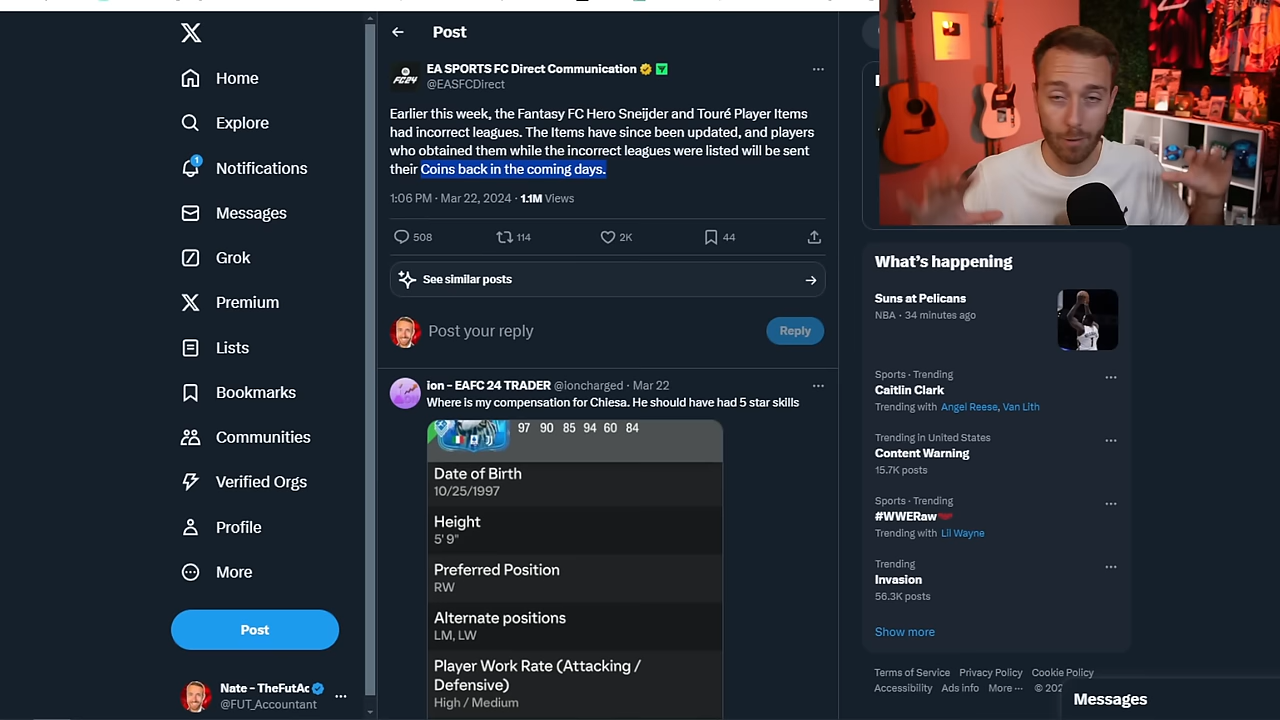 Home
Explore
1
Notifications
Messages
Grok
Premium
Lists
Bookmarks
Communities
Verified Orgs
Profile
More
Post
Nate - TheFutAc
@FUT_Accountant
Post
FC24
EA SPORTS FC Direct Communication
@EASFCDirect
Earlier this week, the Fantasy FC Hero Sneijder and Touré Player Items
had incorrect leagues. The Items have since been updated, and players
who obtained them while the incorrect leagues were listed will be sent
their Coins back in the coming days.
1:06 PM · Mar 22, 2024 · 1.1M Views
508 114 2K 44
See similar posts
Post your reply
Reply
ion - EAFC 24 TRADER @ioncharged · Mar 22
Where is my compensation for Chiesa. He should have had 5 star skills
97 90 85 94 60 84
Date of Birth
10/25/1997
Height
5' 9"
Preferred Position
RW
Alternate positions
LM, LW
Player Work Rate (Attacking /
Defensive)
High / Medium
What's happening
Suns at Pelicans
NBA · 34 minutes ago
Sports · Trending
Caitlin Clark
Trending with Angel Reese, Van Lith
Trending in United States
Content Warning
15.7K posts
Sports · Trending
#WWERaw
Trending with Lil Wayne
Trending
Invasion
56.3K posts
Show more
Terms of Service Privacy Policy Cookie Policy
Accessibility Ads info More ··· © 202
Messages